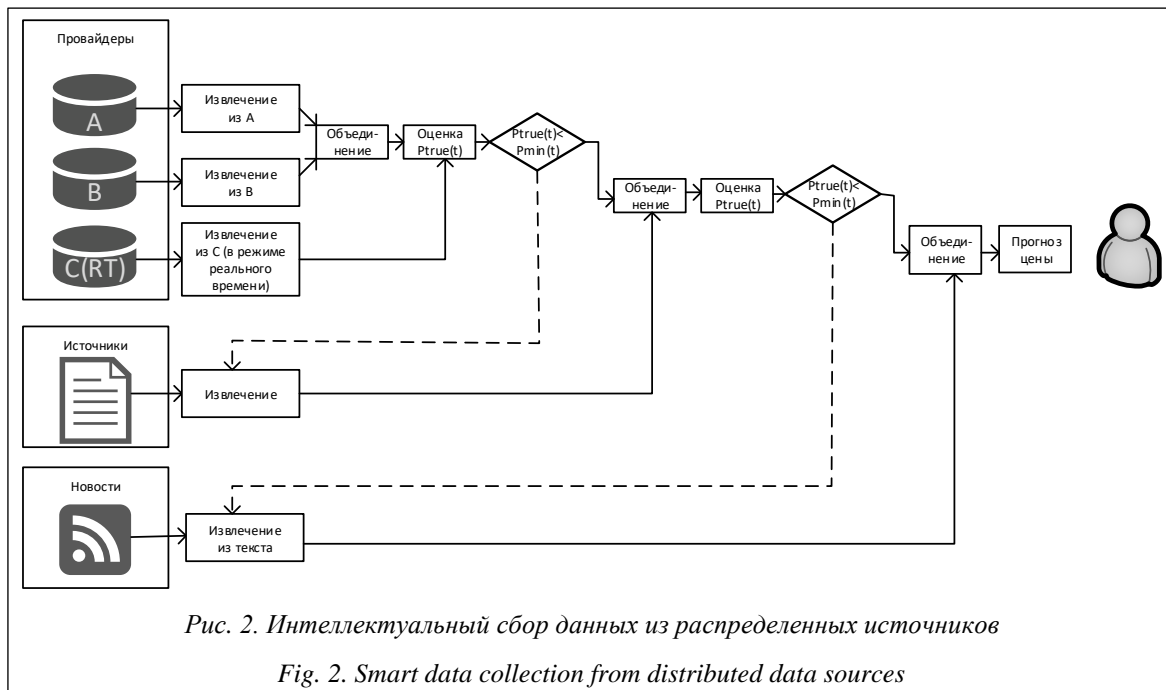 Провайдеры
A
Извлечение
из A
B
Извлечение
из B
C(RT)
Извлечение
из C (в режиме
реального
времени)
Объеди-
нение
Оценка
Ptrue(t)
Ptrue(t)<
Pmin(t)
Объеди-
нение
Оценка
Ptrue(t)
Ptrue(t)<
Pmin(t)
Объеди-
нение
Прогноз
цены
Источники
Извлечение
Новости
Извлечение
из текста
Рис. 2. Интеллектуальный сбор данных из распределенных источников
Fig. 2. Smart data collection from distributed data sources